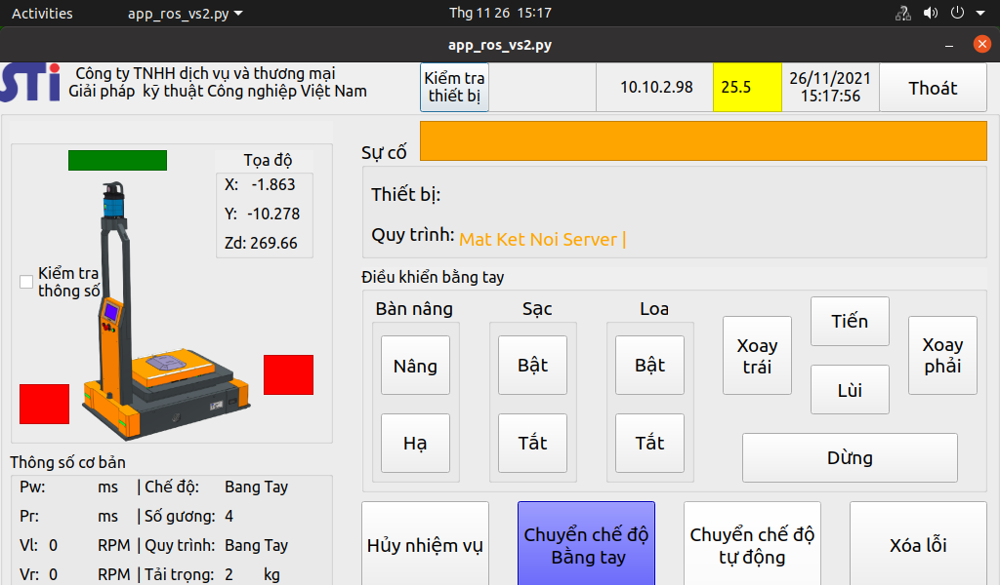 Activities
app_ros_vs2.py
Thg 11 26 15:17
app_ros_vs2.py
STi
Công ty TNHH dịch vụ và thương mại
Giải pháp kỹ thuật Công nghiệp Việt Nam
Kiểm tra
thiết bị
10.10.2.98
25.5
26/11/2021
15:17:56
Thoát
Tọa độ
X: -1.863
Y: -10.278
Zd: 269.66
Kiểm tra
thông số
Sự cố
Thiết bị:
Quy trình: Mat Ket Noi Server |
Điều khiển bằng tay
Bàn nâng
Sạc
Loa
Nâng
Bật
Bật
Hạ
Tắt
Tắt
Xoay
trái
Tiến
Lùi
Xoay
phải
Dừng
Thông số cơ bản
Pw: ms | Chế độ: Bang Tay
Pr: ms | Số gương: 4
Vl: 0 RPM | Quy trình: Bang Tay
Vr: 0 RPM | Tải trọng: 2 kg
Hủy nhiệm vụ
Chuyển chế độ
Bằng tay
Chuyển chế độ
tự động
Xóa lỗi